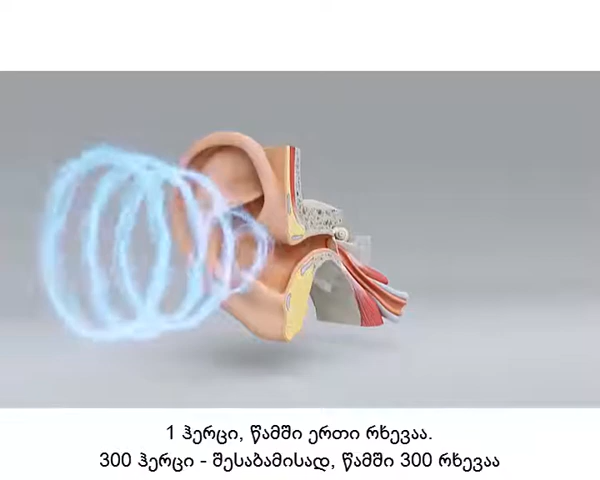 1 ჰერცი, წამში ერთი რხევაა.
300 ჰერცი - შესაბამისად, წამში 300 რხევაა